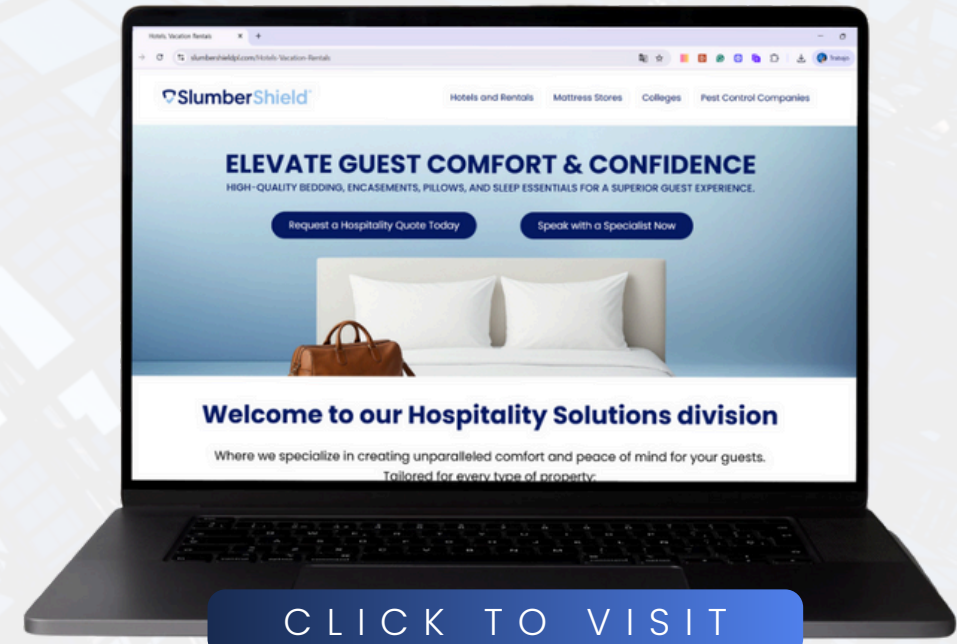 Hotels, Vacation Rentals
slumbershieldpl.com/Hotels-Vacation-Rentals
SlumberShield
Hotels and Rentals Mattress Stores Colleges Pest Control Companies
ELEVATE GUEST COMFORT & CONFIDENCE
HIGH-QUALITY BEDDING, ENCASEMENTS, PILLOWS, AND SLEEP ESSENTIALS FOR A SUPERIOR GUEST EXPERIENCE.
Request a Hospitality Quote Today Speak with a Specialist Now
Welcome to our Hospitality Solutions division
Where we specialize in creating unparalleled comfort and peace of mind for your guests.
Tailored for every type of property:
CLICK TO VISIT